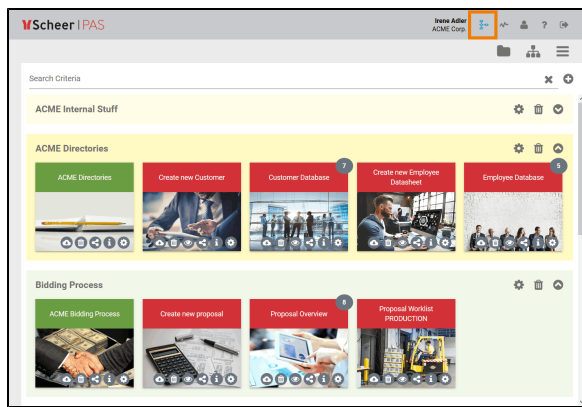 Scheer PAS
Irene Adler
ACME Corp.
?
Search Criteria
ACME Internal Stuff
ACME Directories
ACME Directories
Create new Customer
7
Customer Database
Create new Employee
Datasheet
5
Employee Database
Bidding Process
ACME Bidding Process
Create new proposal
8
Proposal Overview
Proposal Worklist
PRODUCTION